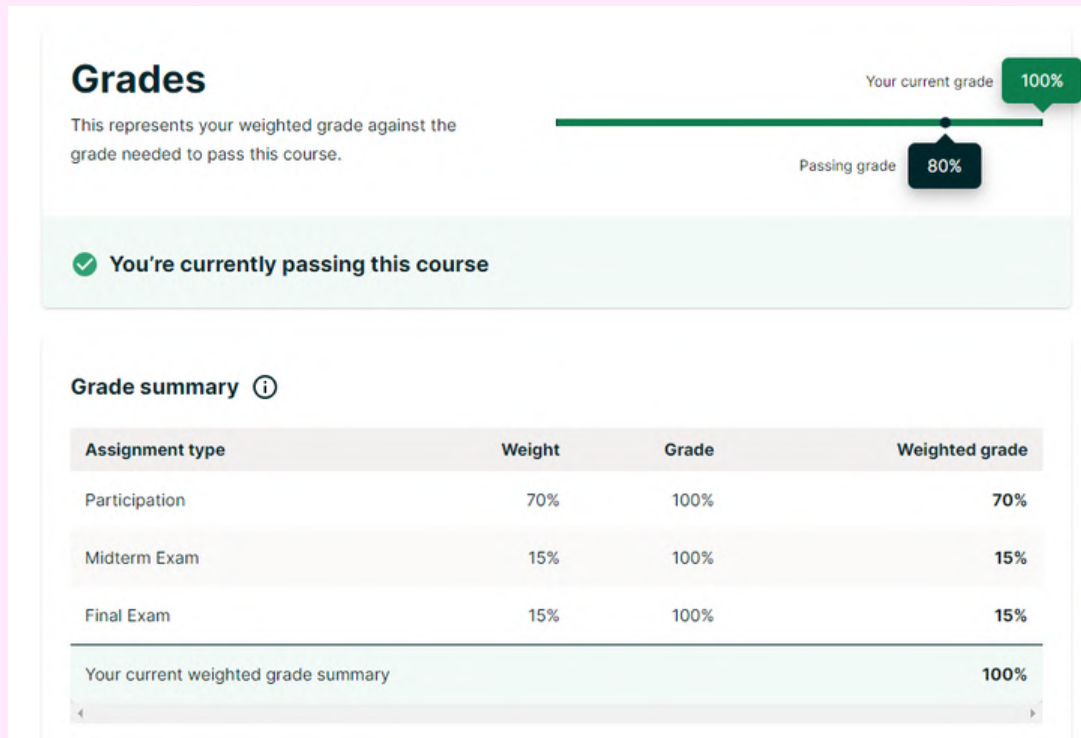 Grades
This represents your weighted grade against the
grade needed to pass this course.
Your current grade 100%
Passing grade 80%
You're currently passing this course
Grade summary
Assignment type Weight Grade Weighted grade
Participation 70% 100% 70%
Midterm Exam 15% 100% 15%
Final Exam 15% 100% 15%
Your current weighted grade summary 100%